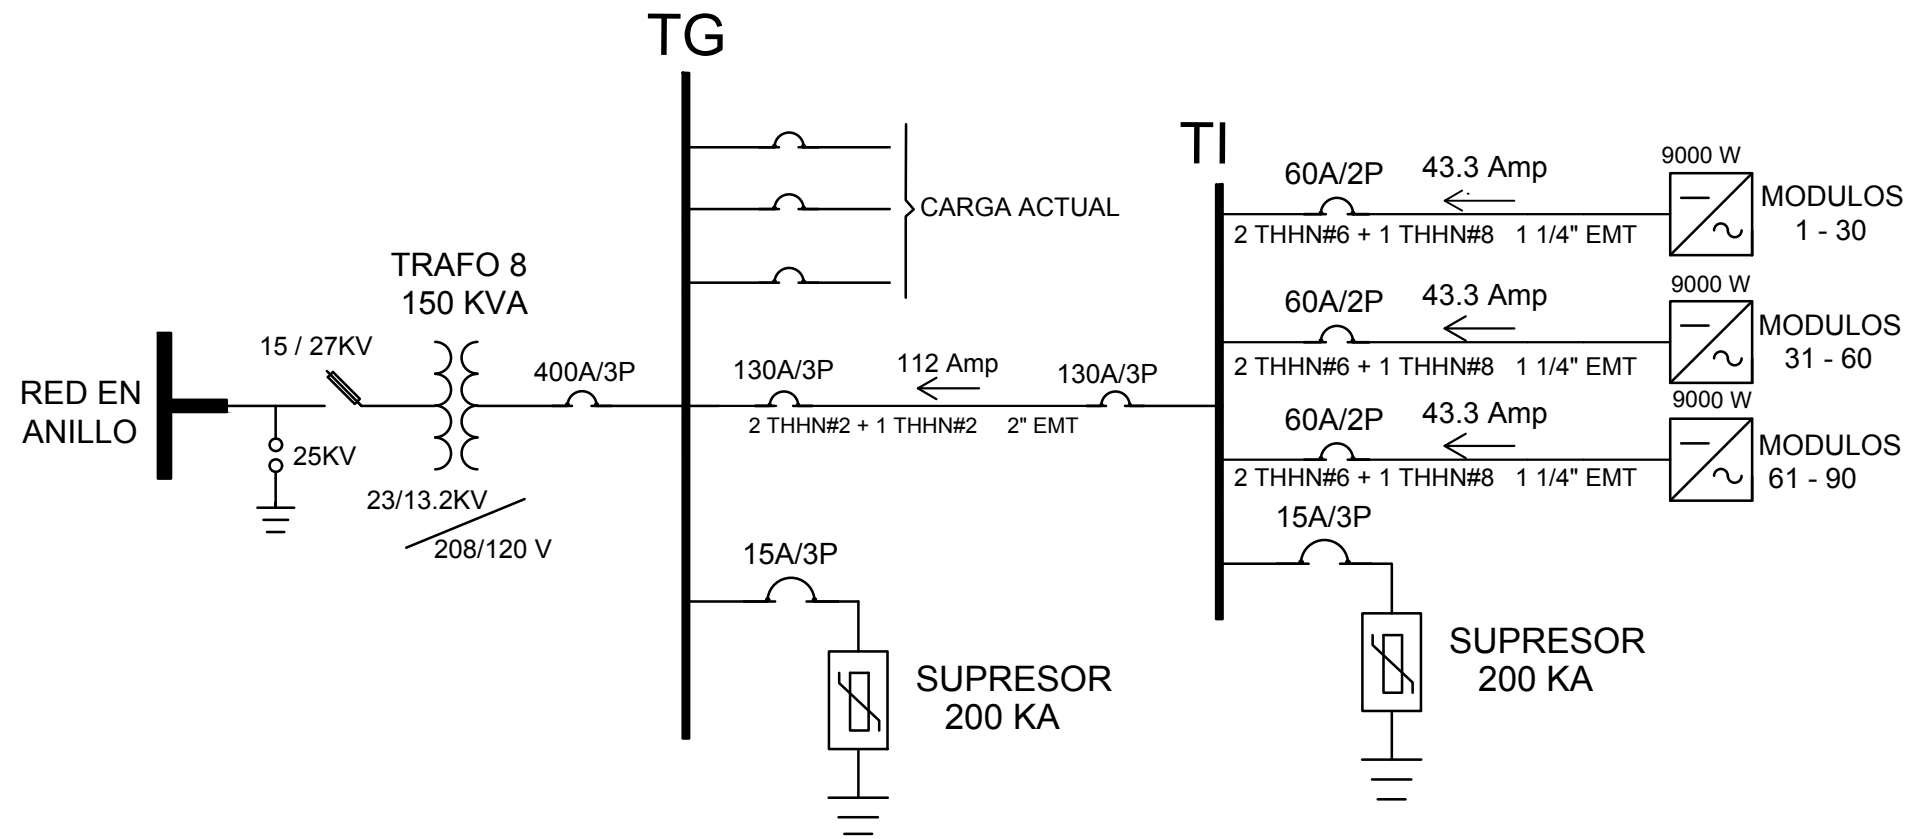 TG
TI
CARGA ACTUAL
TRAFO 8
150 KVA
RED EN
ANILLO
15 / 27KV
25KV
23/13.2KV
208/120 V
400A/3P
130A/3P
112 Amp
130A/3P
2 THHN#2 + 1 THHN#2 2" EMT
15A/3P
SUPRESOR
200 KA
60A/2P
43.3 Amp
9000 W
2 THHN#6 + 1 THHN#8 1 1/4" EMT
MODULOS
1 - 30
60A/2P
43.3 Amp
9000 W
2 THHN#6 + 1 THHN#8 1 1/4" EMT
MODULOS
31 - 60
60A/2P
43.3 Amp
9000 W
2 THHN#6 + 1 THHN#8 1 1/4" EMT
MODULOS
61 - 90
15A/3P
SUPRESOR
200 KA